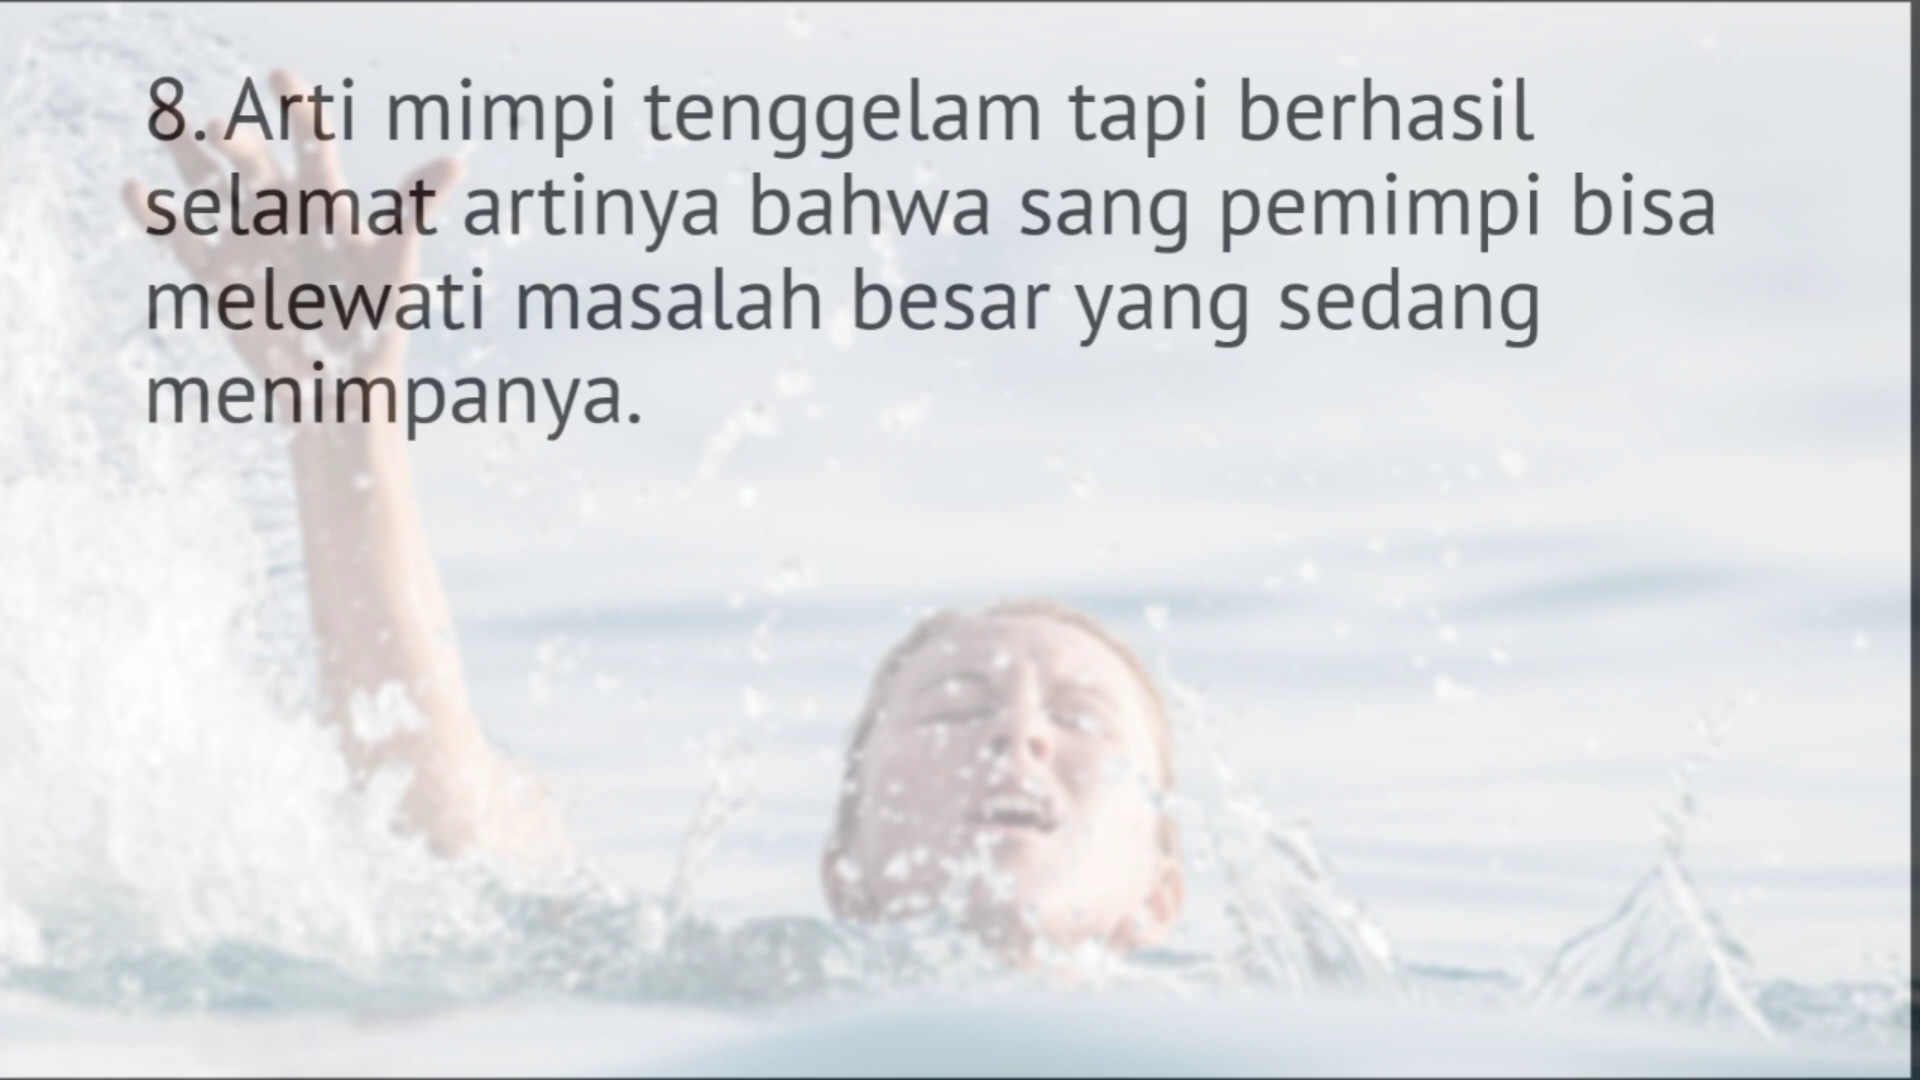 8. Arti mimpi tenggelam tapi berhasil
selamat artinya bahwa sang pemimpi bisa
melewati masalah besar yang sedang
menimpanya.